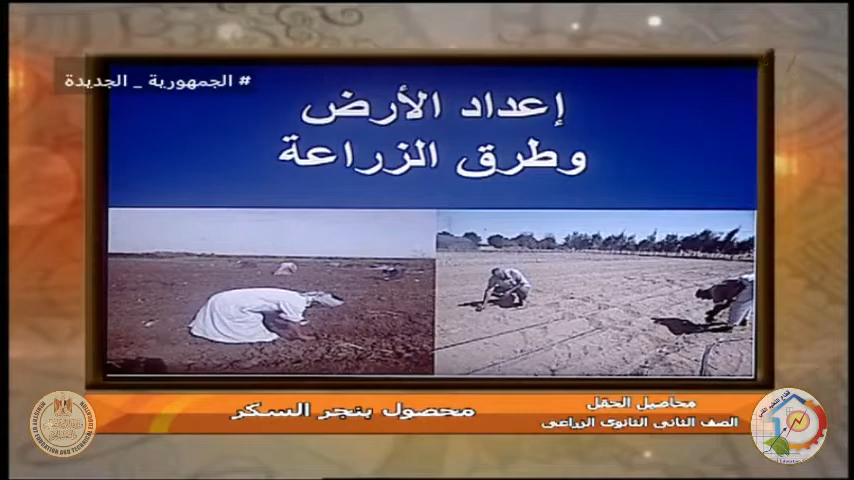 # الجمهورية _ الجديدة
إعداد الأرض
وطرق الزراعة
محاصيل الحقل
الصف الثانى الثانوى الزراعى
محصول بنجر السكر